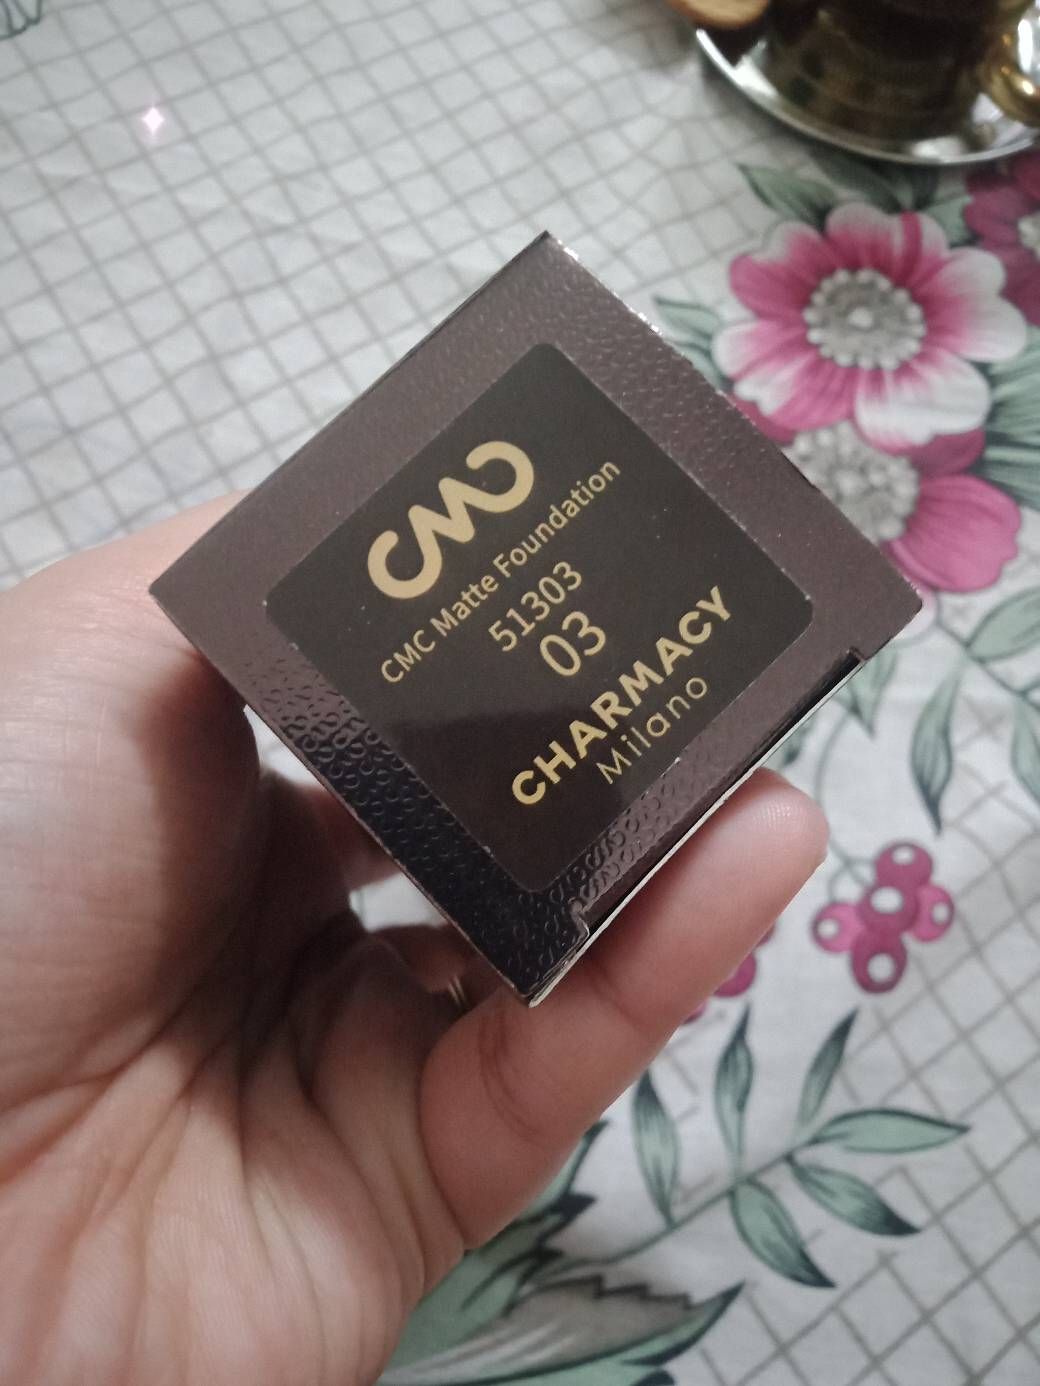 CMC
CMC Matte Foundation
51303
03
CHARMACY
Milano